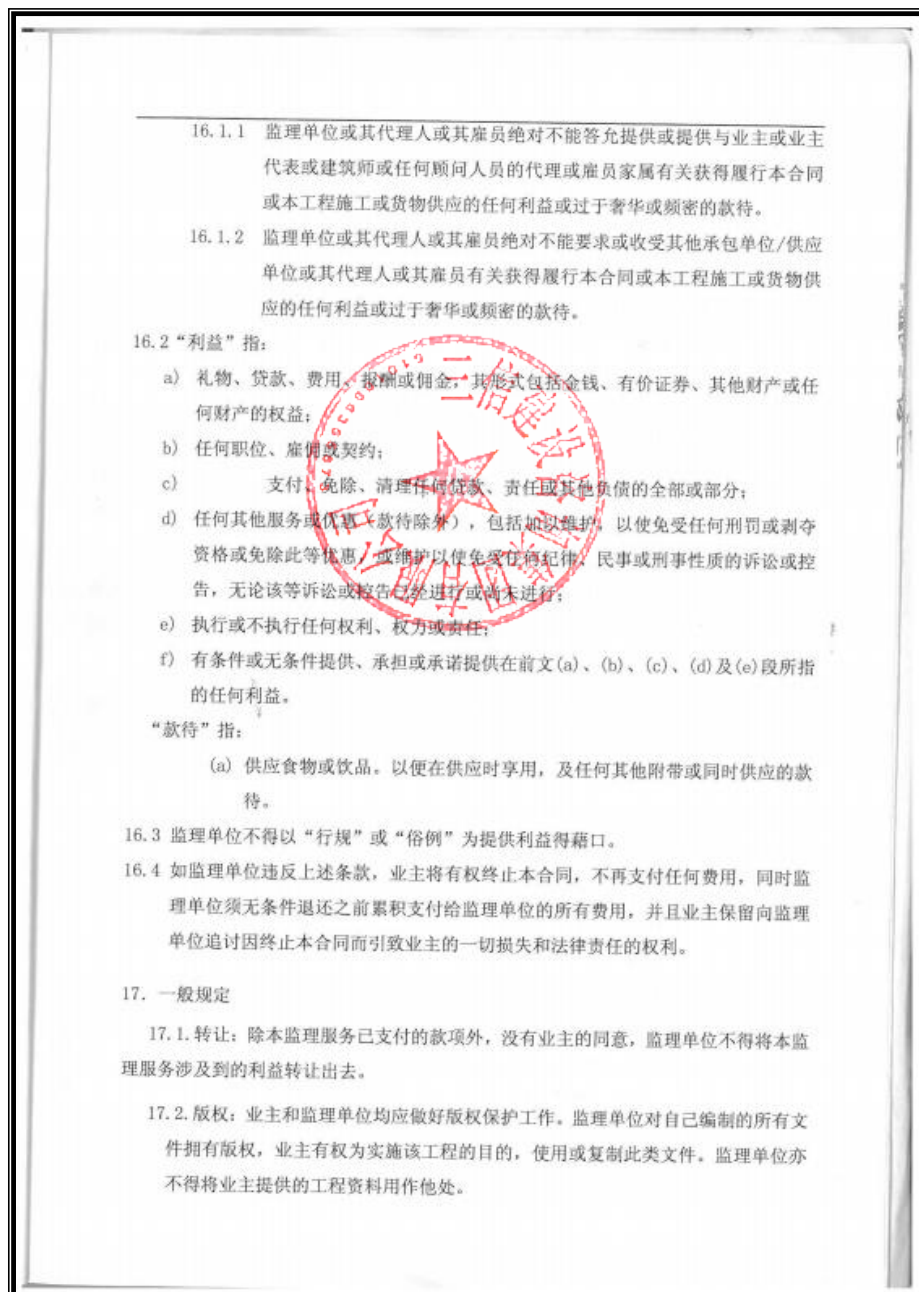 16.1.1 监理单位或其代理人或其雇员绝对不能答允提供或提供与业主或业主
代表或建筑师或任何顾问人员的代理或雇员家属有关获得履行本合同
或本工程施工或货物供应的任何利益或过于奢华或频密的款待。
16.1.2 监理单位或其代理人或其雇员绝对不能要求或收受其他承包单位/供应
单位或其代理人或其雇员有关获得履行本合同或本工程施工或货物供
应的任何利益或过于奢华或频密的款待。
16.2“利益”指：
a) 礼物、贷款、费用、报酬或佣金，其形式包括金钱、有价证券、其他财产或任
何财产的权益；
b) 任何职位、雇佣或契约；
c) 支付、免除、清理任何贷款、责任或其他负债的全部或部分；
d) 任何其他服务或优惠（款待除外），包括加以维护，以使免受任何刑罚或剥夺
资格或免除此等优惠，或维护以使免受任何纪律、民事或刑事性质的诉讼或控
告，无论该等诉讼或控告已经进行或尚未进行；
e) 执行或不执行任何权利、权力或责任；
f) 有条件或无条件提供、承担或承诺提供在前文(a)、(b)、(c)、(d)及(e)段所指
的任何利益。
“款待”指：
(a) 供应食物或饮品。以便在供应时享用，及任何其他附带或同时供应的款
待。
16.3 监理单位不得以“行规”或“俗例”为提供利益得藉口。
16.4 如监理单位违反上述条款，业主将有权终止本合同，不再支付任何费用，同时监
理单位须无条件退还之前累积支付给监理单位的所有费用，并且业主保留向监理
单位追讨因终止本合同而引致业主的一切损失和法律责任的权利。
17. 一般规定
17.1.转让：除本监理服务已支付的款项外，没有业主的同意，监理单位不得将本监
理服务涉及到的利益转让出去。
17.2.版权：业主和监理单位均应做好版权保护工作。监理单位对自己编制的所有文
件拥有版权，业主有权为实施该工程的目的，使用或复制此类文件。监理单位亦
不得将业主提供的工程资料用作他处。
三信建设咨询集团有限公司